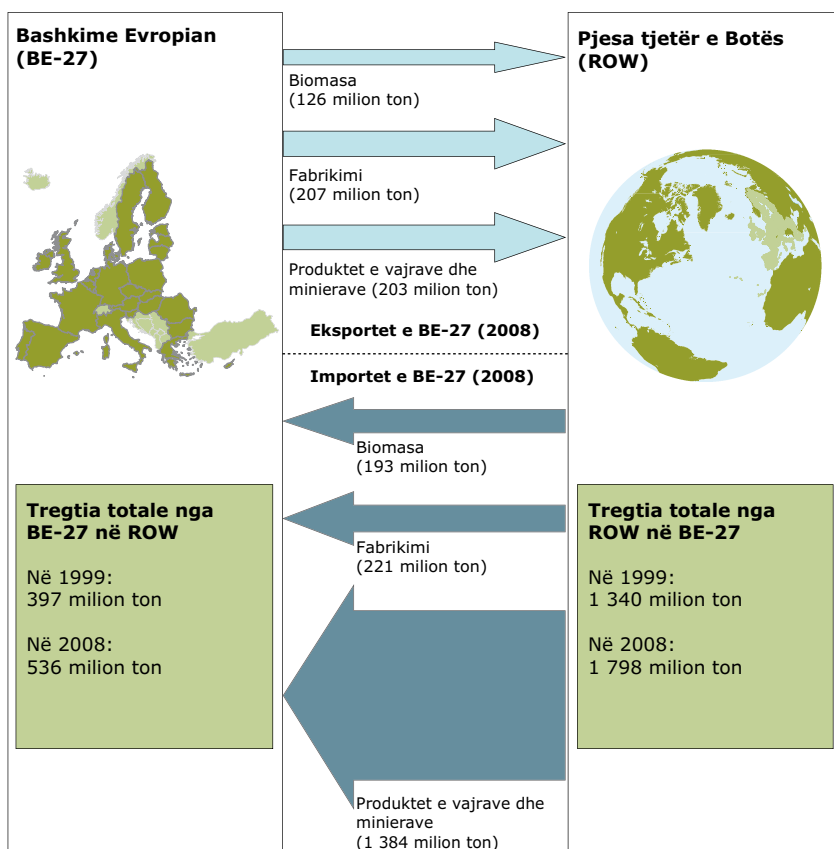 Bashkime Evropian
(BE-27)
Biomasa
(126 milion ton)
Fabrikimi
(207 milion ton)
Produktet e vajrave dhe
minierave (203 milion ton)
Eksportet e BE-27 (2008)
Pjesa tjetër e Botës
(ROW)
Importet e BE-27 (2008)
Biomasa
(193 milion ton)
Fabrikimi
(221 milion ton)
Produktet e vajrave dhe
minierave
(1 384 milion ton)
Tregtia totale nga
BE-27 në ROW
Në 1999:
397 milion ton
Në 2008:
536 milion ton
Tregtia totale nga
ROW në BE-27
Në 1999:
1 340 milion ton
Në 2008:
1 798 milion ton